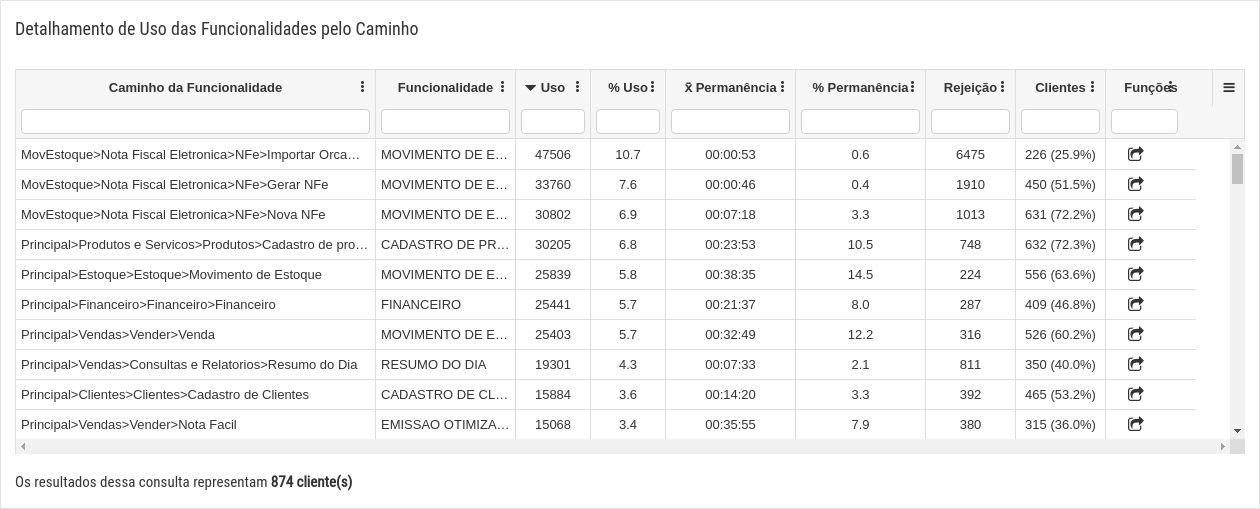 Detalhamento de Uso das Funcionalidades pelo Caminho
Caminho da Funcionalidade Funcionalidade Uso % Uso x̄ Permanência % Permanência Rejeição Clientes Funções
MovEstoque>Nota Fiscal Eletronica>NFe>Importar Orca… MOVIMENTO DE E… 47506 10.7 00:00:53 0.6 6475 226 (25.9%)
MovEstoque>Nota Fiscal Eletronica>NFe>Gerar NFe MOVIMENTO DE E… 33760 7.6 00:00:46 0.4 1910 450 (51.5%)
MovEstoque>Nota Fiscal Eletronica>NFe>Nova NFe MOVIMENTO DE E… 30802 6.9 00:07:18 3.3 1013 631 (72.2%)
Principal>Produtos e Servicos>Produtos>Cadastro de pro… CADASTRO DE PR… 30205 6.8 00:23:53 10.5 748 632 (72.3%)
Principal>Estoque>Estoque>Movimento de Estoque MOVIMENTO DE E… 25839 5.8 00:38:35 14.5 224 556 (63.6%)
Principal>Financeiro>Financeiro>Financeiro FINANCEIRO 25441 5.7 00:21:37 8.0 287 409 (46.8%)
Principal>Vendas>Vender>Venda MOVIMENTO DE E… 25403 5.7 00:32:49 12.2 316 526 (60.2%)
Principal>Vendas>Consultas e Relatorios>Resumo do Dia RESUMO DO DIA 19301 4.3 00:07:33 2.1 811 350 (40.0%)
Principal>Clientes>Clientes>Cadastro de Clientes CADASTRO DE CL… 15884 3.6 00:14:20 3.3 392 465 (53.2%)
Principal>Vendas>Vender>Nota Facil EMISSAO OTIMIZA… 15068 3.4 00:35:55 7.9 380 315 (36.0%)
Os resultados dessa consulta representam 874 cliente(s)